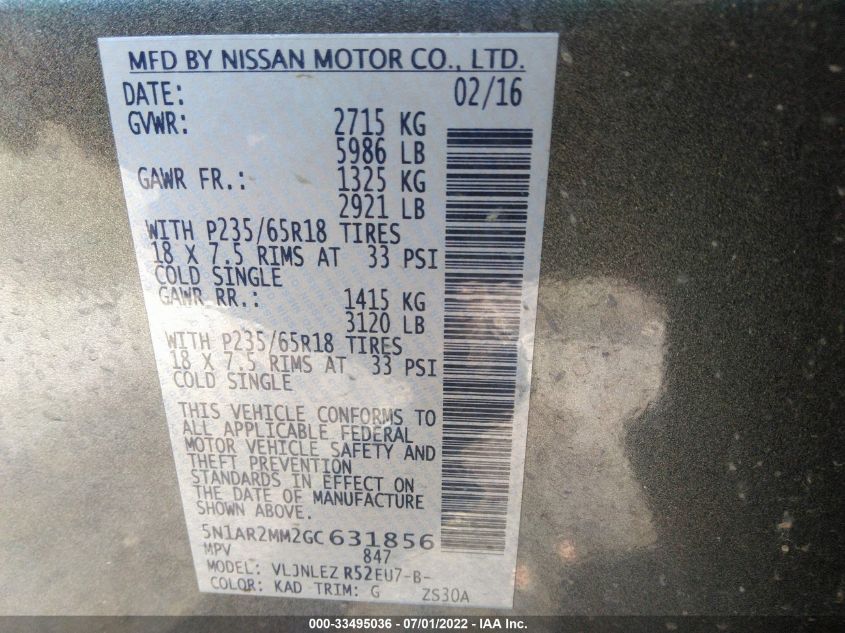 MFD BY NISSAN MOTOR CO., LTD.
DATE: 02/16
GVWR: 2715 KG
5986 LB
GAWR FR.: 1325 KG
2921 LB
WITH P235/65R18 TIRES
18 X 7.5 RIMS AT 33 PSI
COLD SINGLE
GAWR RR.: 1415 KG
3120 LB
WITH P235/65R18 TIRES
18 X 7.5 RIMS AT 33 PSI
COLD SINGLE
THIS VEHICLE CONFORMS TO
ALL APPLICABLE FEDERAL
MOTOR VEHICLE SAFETY AND
THEFT PREVENTION
STANDARDS IN EFFECT ON
THE DATE OF MANUFACTURE
SHOWN ABOVE.
5N1AR2MM2GC631856
MPV 847
MODEL: VLJNLEZ R52EU7-B-
COLOR: KAD TRIM: G ZS30A
000-33495036 - 07/01/2022 - IAA Inc.